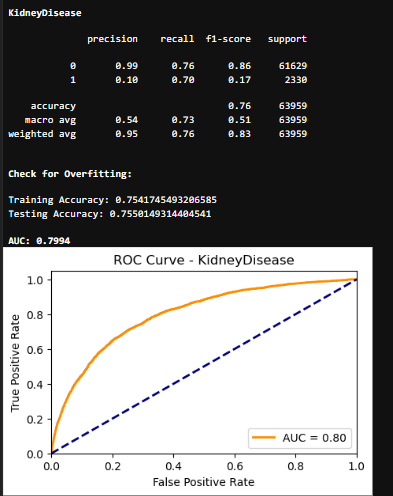 KidneyDisease
precision recall f1-score support
0 0.99 0.76 0.86 61629
1 0.10 0.70 0.17 2330
accuracy 0.76 63959
macro avg 0.54 0.73 0.51 63959
weighted avg 0.95 0.76 0.83 63959
Check for Overfitting:
Training Accuracy: 0.7541745493206585
Testing Accuracy: 0.7550149314404541
AUC: 0.7994
ROC Curve - KidneyDisease
1.0
0.8
0.6
0.4
0.2
0.0
True Positive Rate
AUC = 0.80
0.0 0.2 0.4 0.6 0.8 1.0
False Positive Rate